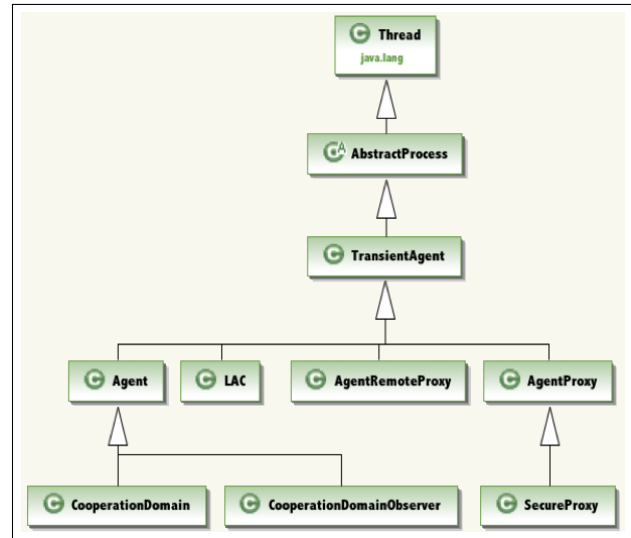 Thread
java.lang
AbstractProcess
TransientAgent
Agent
LAC
AgentRemoteProxy
AgentProxy
CooperationDomain
CooperationDomainObserver
SecureProxy